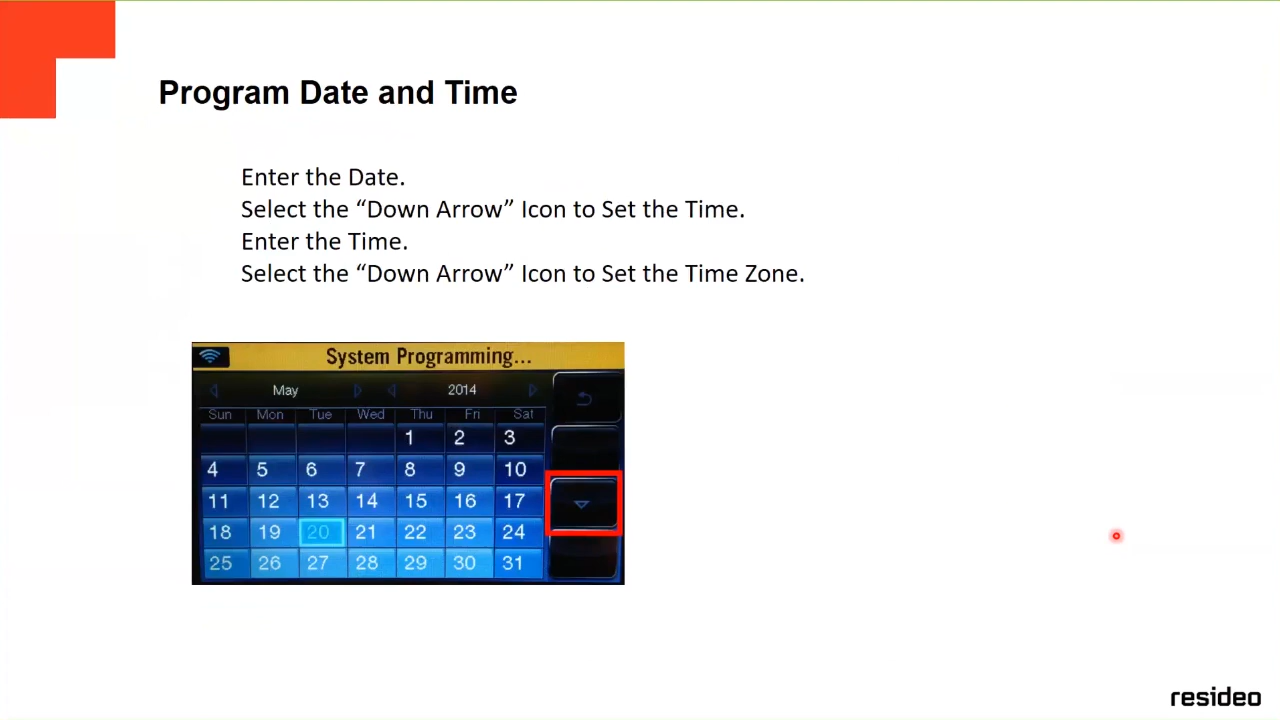 Program Date and Time
Enter the Date.
Select the “Down Arrow” Icon to Set the Time.
Enter the Time.
Select the “Down Arrow” Icon to Set the Time Zone.
System Programming...
May 2014
Sun Mon Tue Wed Thu Fri Sat
1 2 3
4 5 6 7 8 9 10
11 12 13 14 15 16 17
18 19 20 21 22 23 24
25 26 27 28 29 30 31
resideo